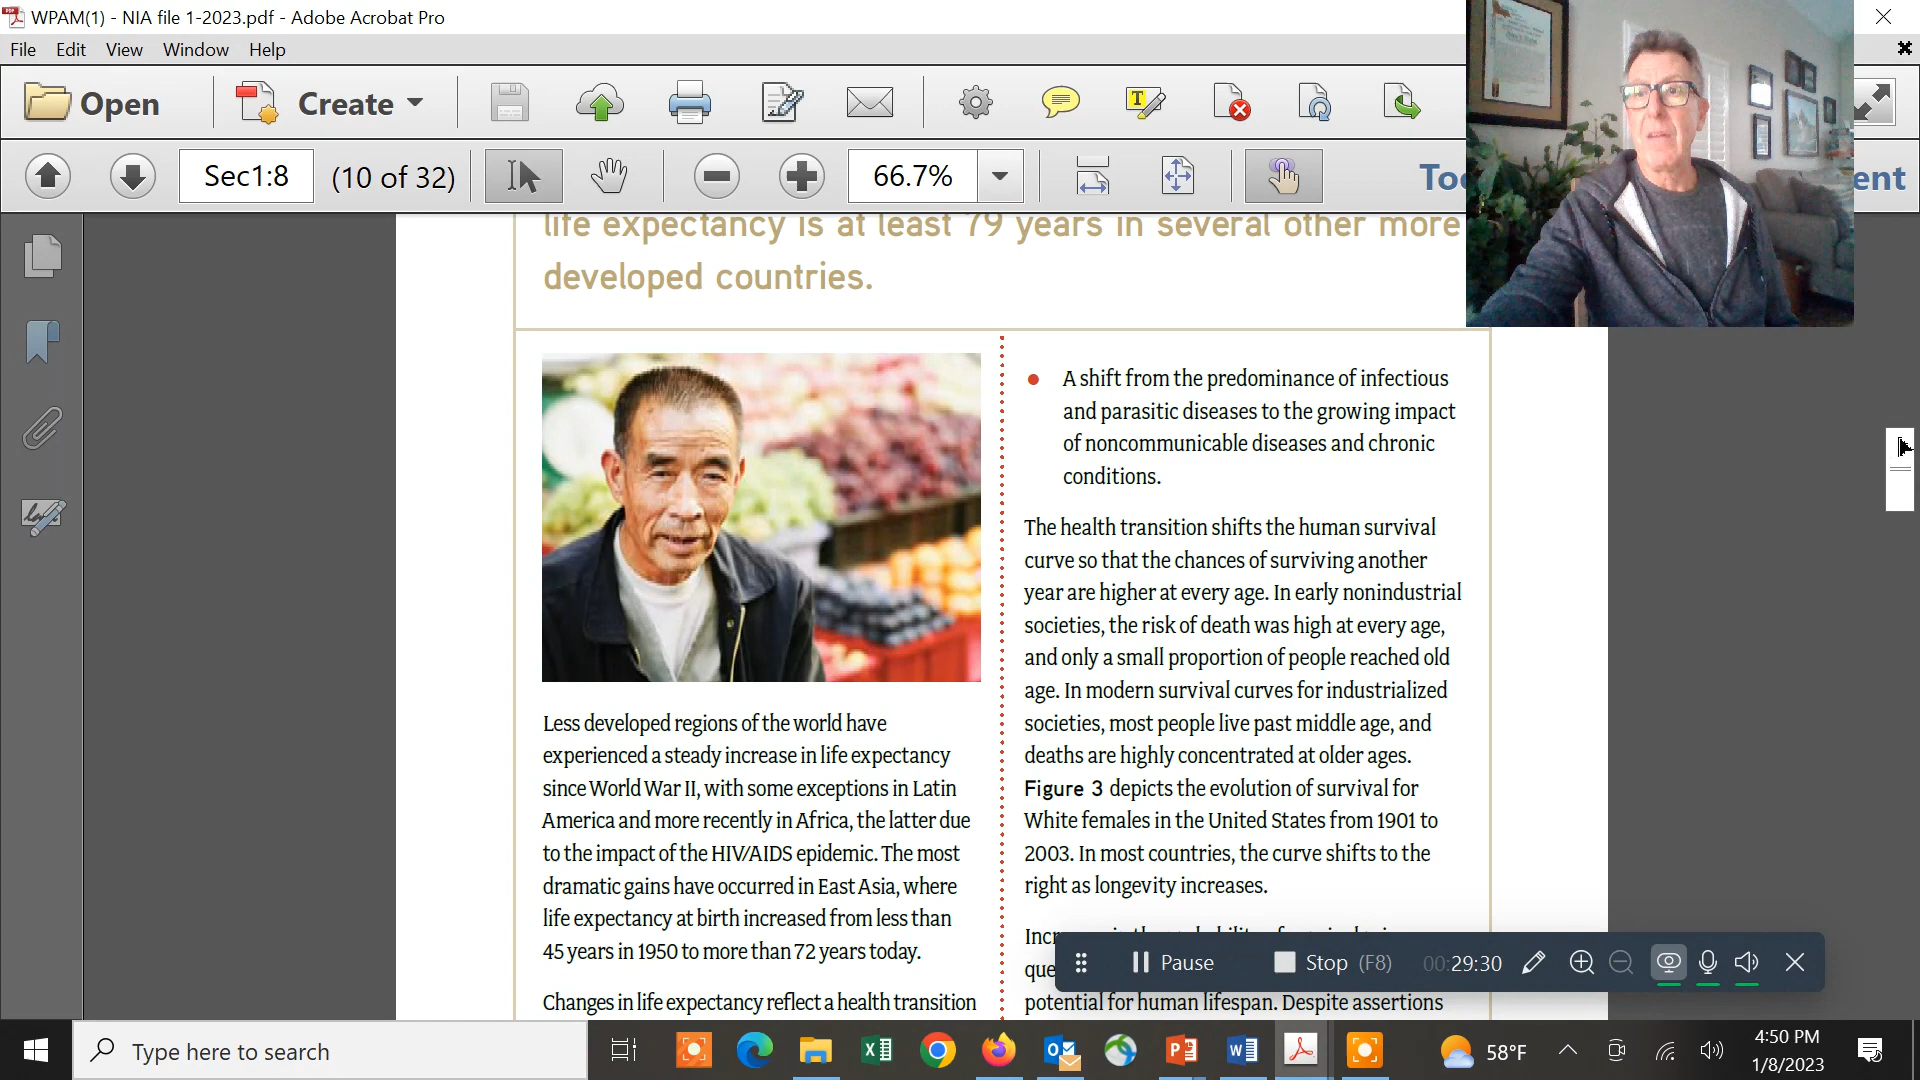 WPAM(1) - NIA file 1-2023.pdf - Adobe Acrobat Pro
File Edit View Window Help
Open Create
Sec1:8 (10 of 32) 66.7%
life expectancy is at least 79 years in several other more
developed countries.
A shift from the predominance of infectious
and parasitic diseases to the growing impact
of noncommunicable diseases and chronic
conditions.
The health transition shifts the human survival
curve so that the chances of surviving another
year are higher at every age. In early nonindustrial
societies, the risk of death was high at every age,
and only a small proportion of people reached old
age. In modern survival curves for industrialized
societies, most people live past middle age, and
deaths are highly concentrated at older ages.
Figure 3 depicts the evolution of survival for
White females in the United States from 1901 to
2003. In most countries, the curve shifts to the
right as longevity increases.
potential for human lifespan. Despite assertions
Less developed regions of the world have
experienced a steady increase in life expectancy
since World War II, with some exceptions in Latin
America and more recently in Africa, the latter due
to the impact of the HIV/AIDS epidemic. The most
dramatic gains have occurred in East Asia, where
life expectancy at birth increased from less than
45 years in 1950 to more than 72 years today.
Changes in life expectancy reflect a health transition
Pause Stop (F8) 00:29:30
Type here to search
58°F
4:50 PM
1/8/2023